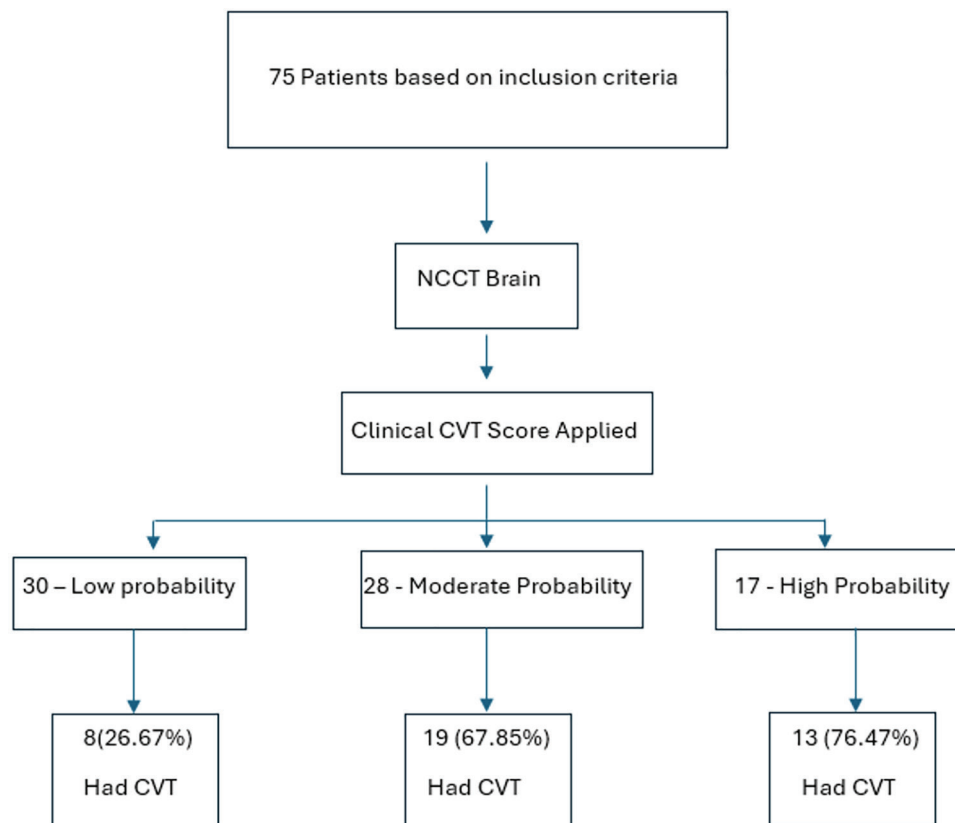 75 Patients based on inclusion criteria
NCCT Brain
Clinical CVT Score Applied
30 – Low probability
28 - Moderate Probability
17 - High Probability
8(26.67%)
Had CVT
19 (67.85%)
Had CVT
13 (76.47%)
Had CVT